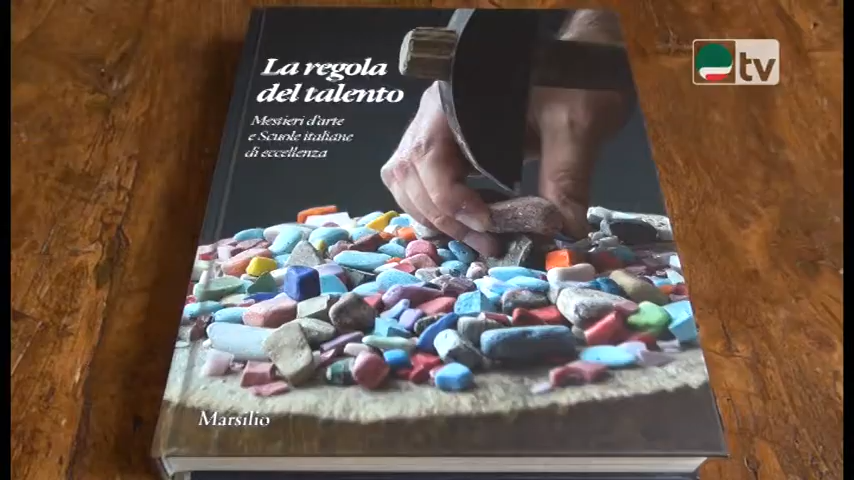 La regola
del talento
Mestieri d'arte
e Scuole italiane
di eccellenza
Marsilio
tv